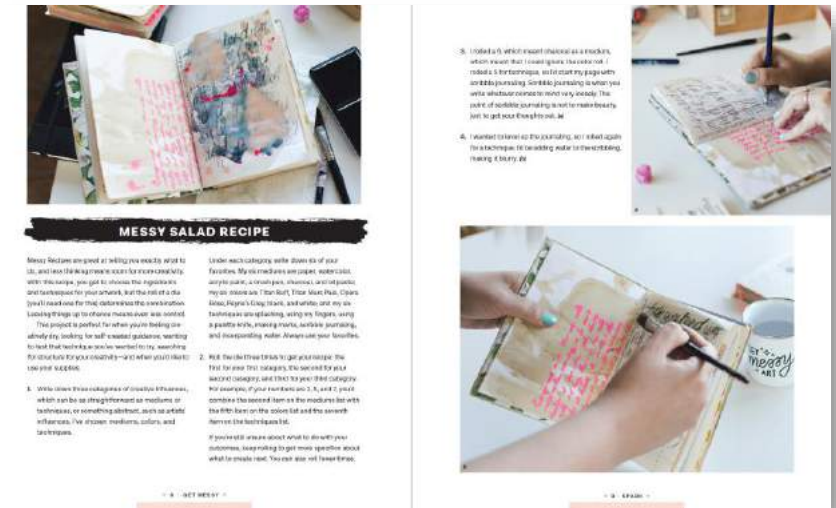 MESSY SALAD RECIPE
Messy Recipes are great at telling you exactly what to
do, and less thinking means room for more creativity.
With this recipe, you get to choose the ingredients
and techniques for your artwork, but the roll of a die
(you'll need one for this) determines the combination.
Leaving things up to chance means even less control.
This project is perfect for when you're feeling cre-
atively dry, looking for self-created guidance, wanting
to test that technique you've wanted to try, searching
for structure for your creativity—and when you'd like to
use your supplies.
1. Write down three categories of creative influences,
which can be as straightforward as mediums or
techniques, or something abstract, such as artists'
influences. I've chosen mediums, colors, and
techniques.
Under each category, write down six of your
favorites. My six mediums are paper, watercolor,
acrylic paint, a brush pen, charcoal, and oil pastels;
my six colors are Titan Buff, Titan Mars Pale, Opera
Rose, Payne's Gray, black, and white; and my six
techniques are splashing, using my fingers, using
a palette knife, making marks, scribble journaling,
and incorporating water. Always use your favorites.
2. Roll the die three times to get your recipe: the
first for your first category, the second for your
second category, and third for your third category.
For example, if your numbers are 2, 5, and 7, you'll
combine the second item on the mediums list with
the fifth item on the colors list and the seventh
item on the techniques list.
If you're still unsure about what to do with your
outcomes, keep rolling to get more specific about
what to create next. You can also roll fewer times.
GET MESSY
3. I rolled a 5, which meant charcoal as a medium,
which meant that I could ignore the color roll. I
rolled a 5 for technique, so I'd start my page with
scribble journaling. Scribble journaling is when you
write whatever comes to mind very loosely. The
point of scribble journaling is not to make beauty,
just to get your thoughts out.
4. I wanted to level up the journaling, so I rolled again
for a technique. I'd be adding water to the scribbling,
making it blurry.
messy
ART
SPARK